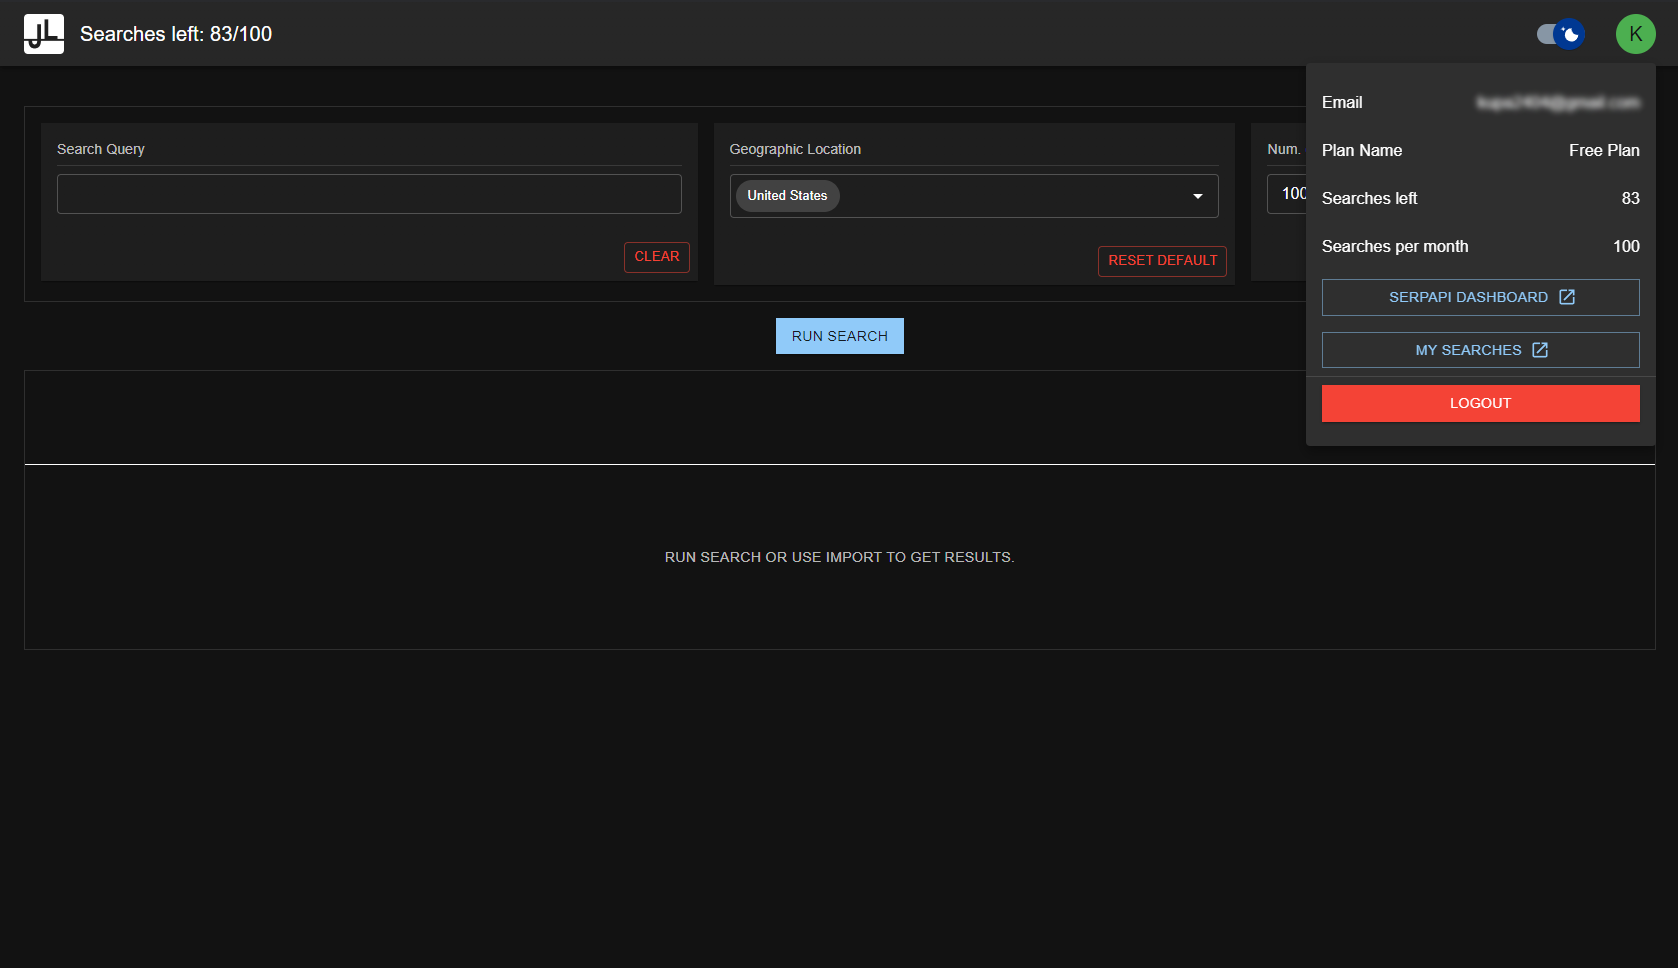 JL
Searches left: 83/100
K
Search Query
CLEAR
Geographic Location
United States
RESET DEFAULT
Num.
100
Email
Plan Name Free Plan
Searches left 83
Searches per month 100
SERPAPI DASHBOARD
MY SEARCHES
LOGOUT
RUN SEARCH
RUN SEARCH OR USE IMPORT TO GET RESULTS.